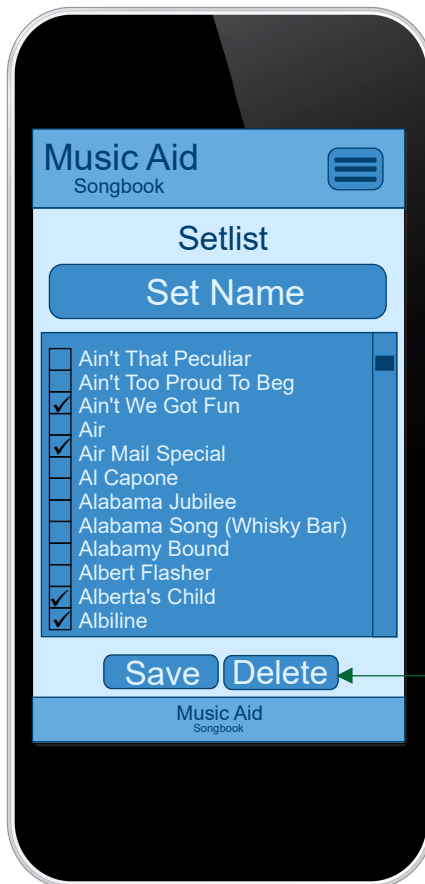 Music Aid
Songbook
Setlist
Set Name
Ain't That Peculiar
Ain't Too Proud To Beg
Ain't We Got Fun
Air
Air Mail Special
Al Capone
Alabama Jubilee
Alabama Song (Whisky Bar)
Alabamy Bound
Albert Flasher
Alberta's Child
Albiline
Save Delete
Music Aid
Songbook